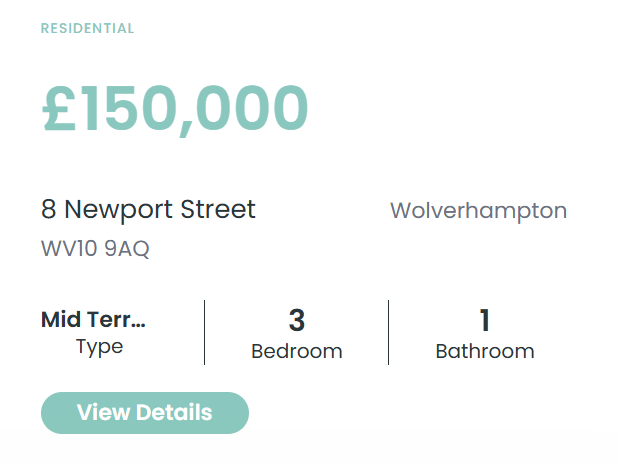 RESIDENTIAL
£150,000
8 Newport Street
Wolverhampton
WV10 9AQ
Mid Terr...
Type
3
Bedroom
1
Bathroom
View Details